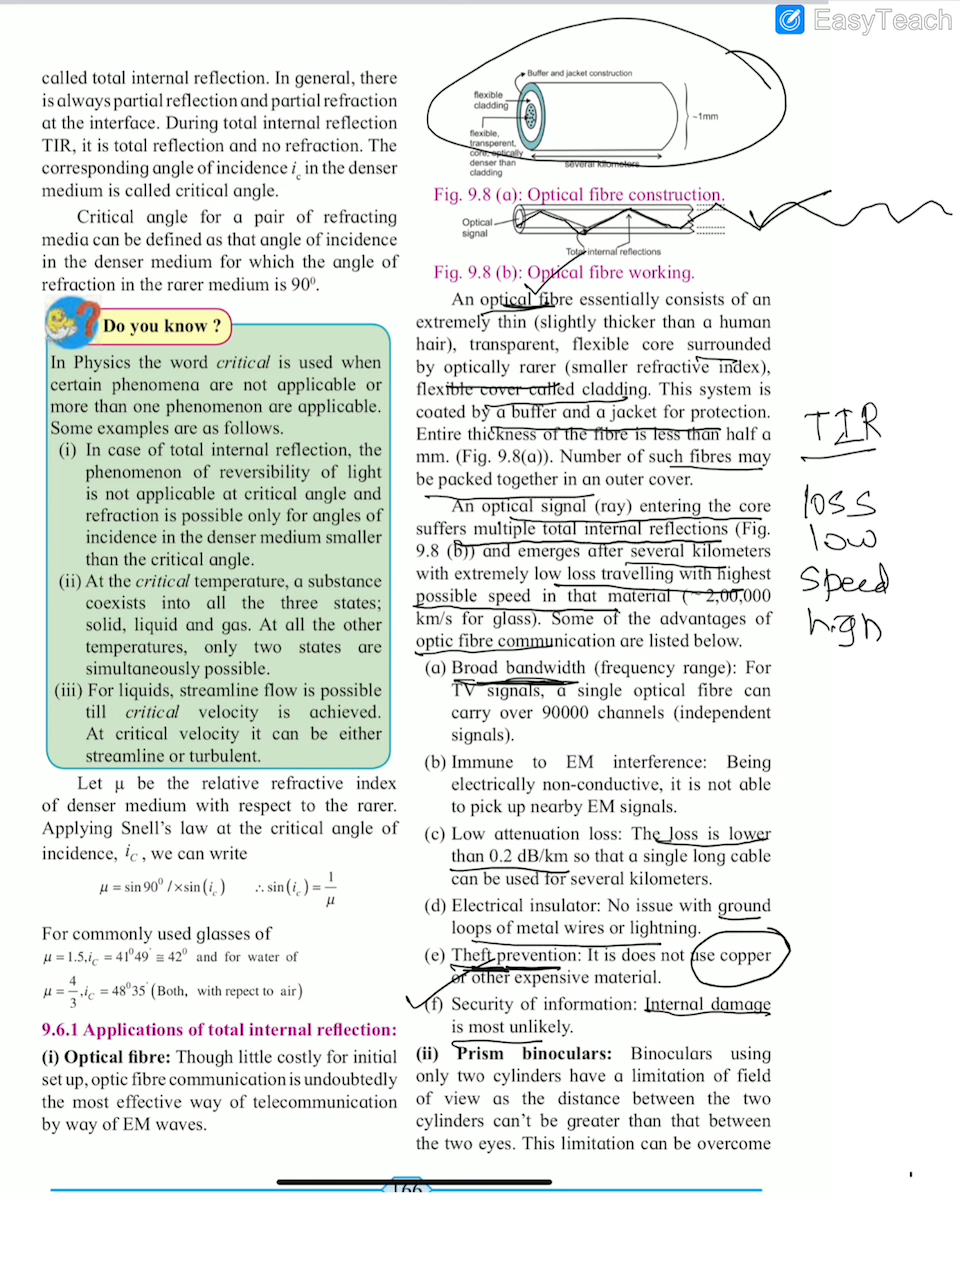 EasyTeach
called total internal reflection. In general, there
is always partial reflection and partial refraction
at the interface. During total internal reflection
TIR, it is total reflection and no refraction. The
corresponding angle of incidence i_c in the denser
medium is called critical angle.
Critical angle for a pair of refracting
media can be defined as that angle of incidence
in the denser medium for which the angle of
refraction in the rarer medium is 90⁰.
Do you know ?
In Physics the word critical is used when
certain phenomena are not applicable or
more than one phenomenon are applicable.
Some examples are as follows.
(i) In case of total internal reflection, the
phenomenon of reversibility of light
is not applicable at critical angle and
refraction is possible only for angles of
incidence in the denser medium smaller
than the critical angle.
(ii) At the critical temperature, a substance
coexists into all the three states;
solid, liquid and gas. At all the other
temperatures, only two states are
simultaneously possible.
(iii) For liquids, streamline flow is possible
till critical velocity is achieved.
At critical velocity it can be either
streamline or turbulent.
Let μ be the relative refractive index
of denser medium with respect to the rarer.
Applying Snell's law at the critical angle of
incidence, i_C, we can write
μ = sin 90⁰ / × sin (i_c) ∴ sin (i_c) = 1/μ
For commonly used glasses of
μ = 1.5, i_C = 41⁰49' ≅ 42⁰ and for water of
μ = 4/3, i_C = 48⁰35' (Both, with repect to air)
9.6.1 Applications of total internal reflection:
(i) Optical fibre: Though little costly for initial
set up, optic fibre communication is undoubtedly
the most effective way of telecommunication
by way of EM waves.
Buffer and jacket construction
flexible
cladding
flexible,
transperent,
core, optically
denser than
cladding
~1mm
several kilometers
Fig. 9.8 (a): Optical fibre construction.
Optical
signal
Total internal reflections
Fig. 9.8 (b): Optical fibre working.
An optical fibre essentially consists of an
extremely thin (slightly thicker than a human
hair), transparent, flexible core surrounded
by optically rarer (smaller refractive index),
flexible cover called cladding. This system is
coated by a buffer and a jacket for protection.
Entire thickness of the fibre is less than half a
mm. (Fig. 9.8(a)). Number of such fibres may
be packed together in an outer cover.
An optical signal (ray) entering the core
suffers multiple total internal reflections (Fig.
9.8 (b)) and emerges after several kilometers
with extremely low loss travelling with highest
possible speed in that material (~ 2,00,000
km/s for glass). Some of the advantages of
optic fibre communication are listed below.
(a) Broad bandwidth (frequency range): For
TV signals, a single optical fibre can
carry over 90000 channels (independent
signals).
(b) Immune to EM interference: Being
electrically non-conductive, it is not able
to pick up nearby EM signals.
(c) Low attenuation loss: The loss is lower
than 0.2 dB/km so that a single long cable
can be used for several kilometers.
(d) Electrical insulator: No issue with ground
loops of metal wires or lightning.
(e) Theft prevention: It is does not use copper
or other expensive material.
(f) Security of information: Internal damage
is most unlikely.
(ii) Prism binoculars: Binoculars using
only two cylinders have a limitation of field
of view as the distance between the two
cylinders can't be greater than that between
the two eyes. This limitation can be overcome
TIR
loss
low
speed
high
166